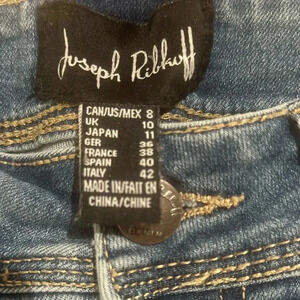 Joseph Ribkoff
CAN/US/MEX 8
UK 10
JAPAN 11
GER 36
FRANCE 38
SPAIN 40
ITALY 42
MADE IN/FAIT EN
CHINA/CHINE